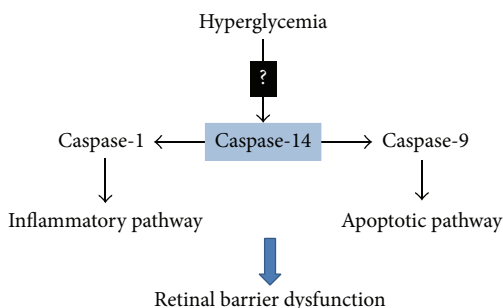 Hyperglycemia
?
Caspase-1
Caspase-14
Caspase-9
Inflammatory pathway
Apoptotic pathway
Retinal barrier dysfunction